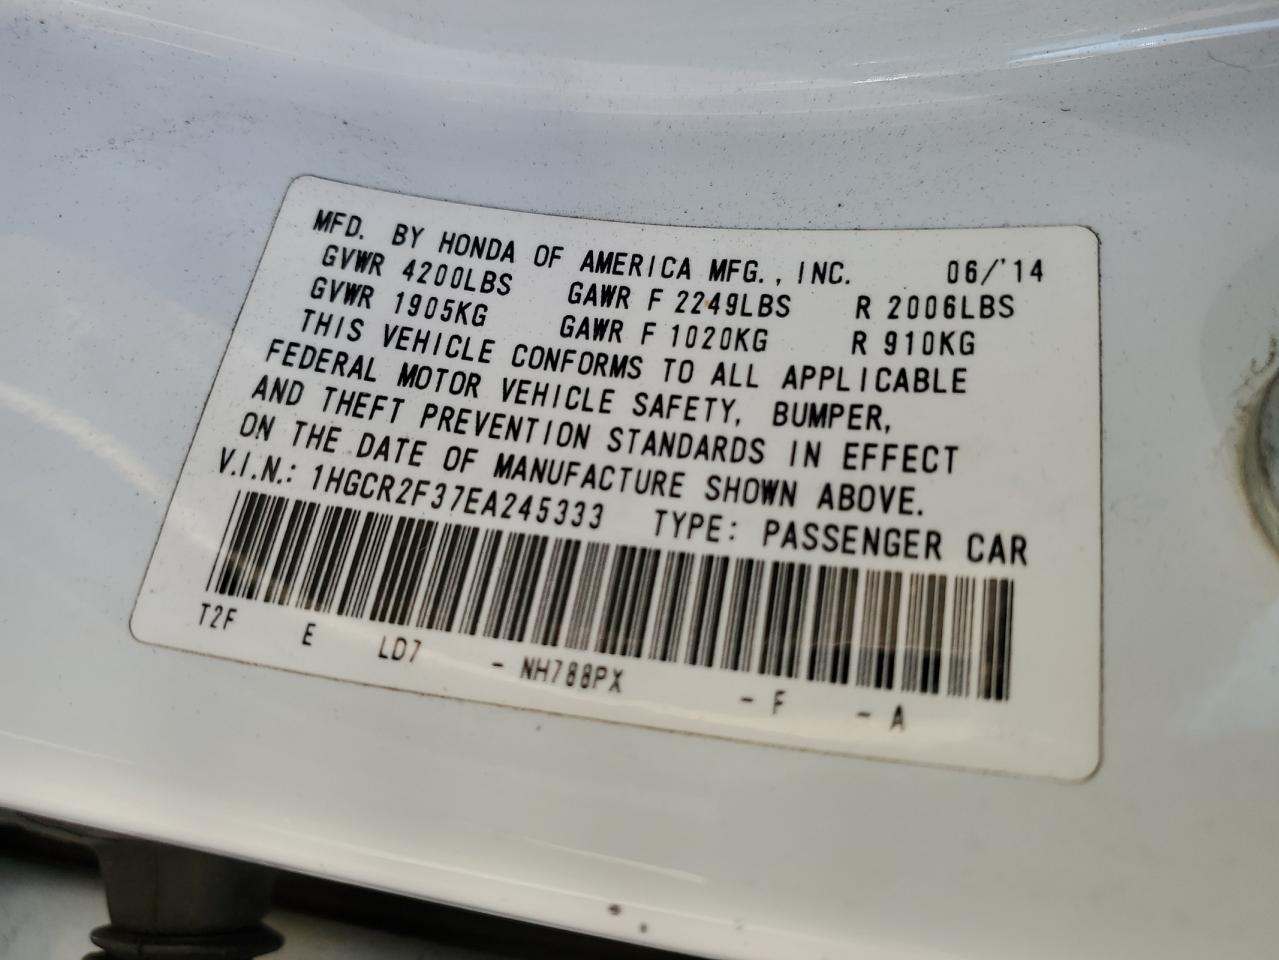 MFD. BY HONDA OF AMERICA MFG., INC. 06/'14
GVWR 4200LBS GAWR F 2249LBS R 2006LBS
GVWR 1905KG GAWR F 1020KG R 910KG
THIS VEHICLE CONFORMS TO ALL APPLICABLE
FEDERAL MOTOR VEHICLE SAFETY, BUMPER,
AND THEFT PREVENTION STANDARDS IN EFFECT
ON THE DATE OF MANUFACTURE SHOWN ABOVE.
V.I.N.: 1HGCR2F37EA245333 TYPE: PASSENGER CAR
T2F E LD7 - NH788PX - F - A